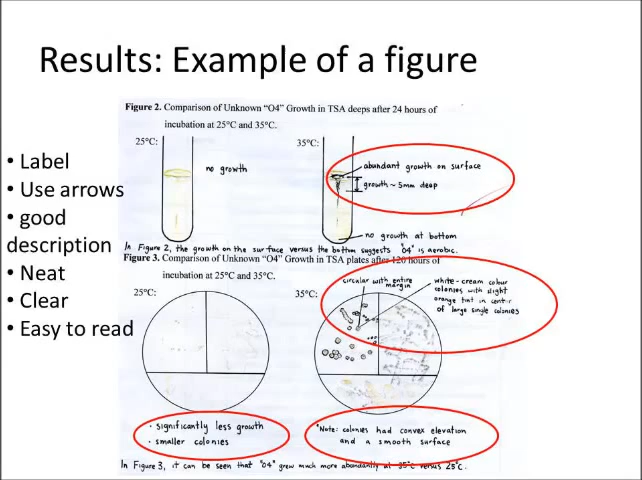 Results: Example of a figure
• Label
• Use arrows
• good
description
• Neat
• Clear
• Easy to read
Figure 2. Comparison of Unknown "O4" Growth in TSA deeps after 24 hours of
incubation at 25°C and 35°C.
25°C:
no growth
35°C:
abundant growth on surface
growth ~ 5mm deep
no growth at bottom
In Figure 2, the growth on the surface versus the bottom suggests "O4" is aerobic.
Figure 3. Comparison of Unknown "O4" Growth in TSA plates after 120 hours of
incubation at 25°C and 35°C.
25°C:
• significantly less growth
• smaller colonies
35°C:
circular with entire
margin
white-cream colour
colonies with slight
orange tint in center
of large single colonies
*Note: colonies had convex elevation
and a smooth surface
In Figure 3, it can be seen that "O4" grew much more abundantly at 35°C versus 25°C.